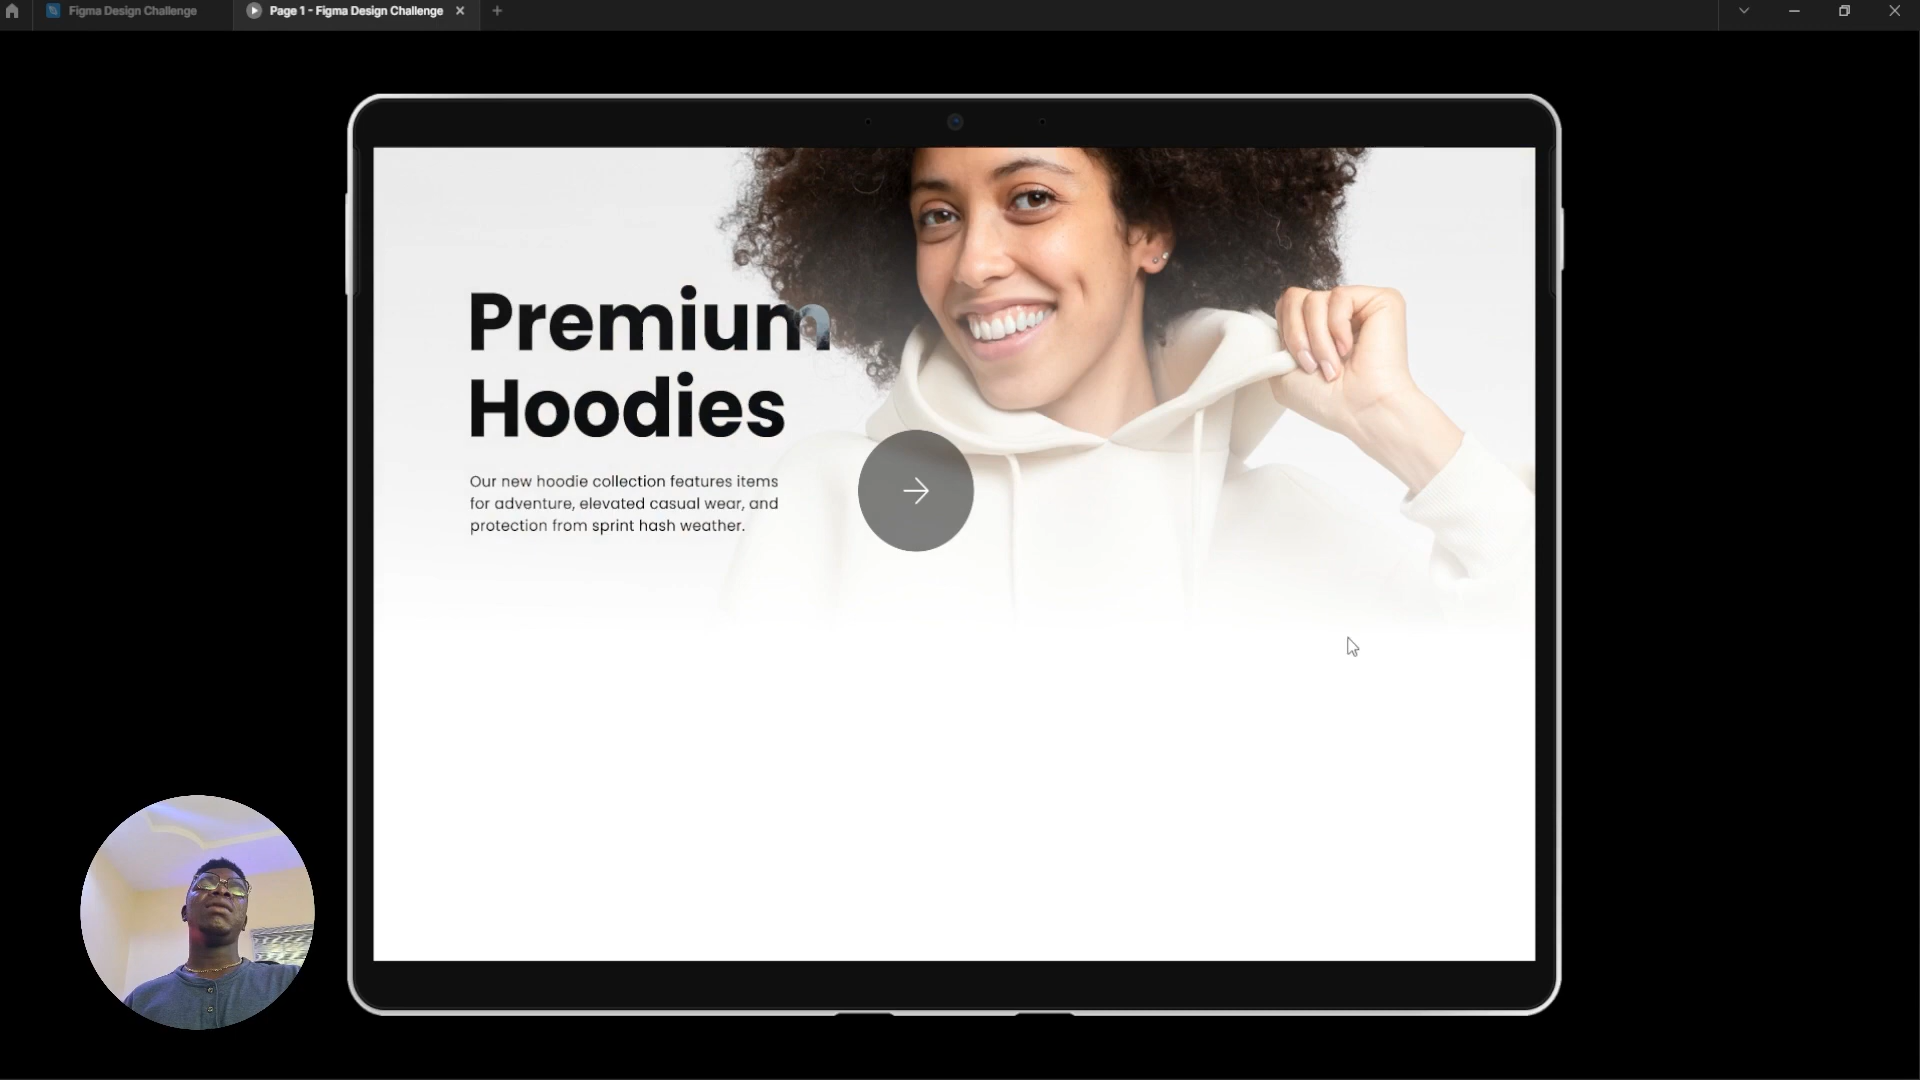 Figma Design Challenge
Page 1 - Figma Design Challenge
Premium
Hoodies
Our new hoodie collection features items
for adventure, elevated casual wear, and
protection from sprint hash weather.